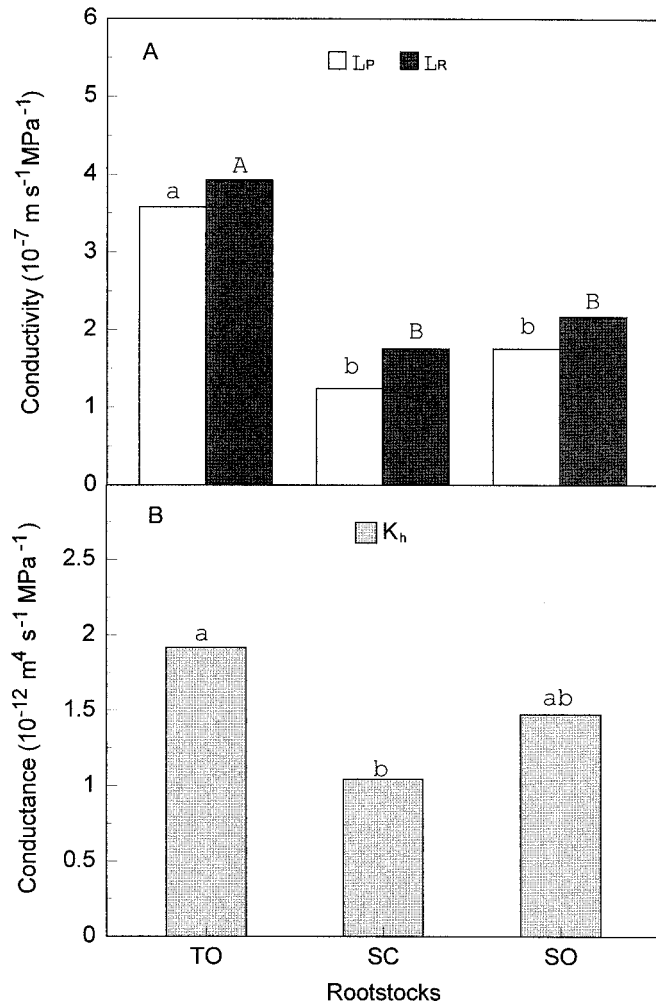 A
LP LR
Conductivity (10⁻⁷ m s⁻¹ MPa⁻¹)
6
5
4
3
2
1
0
a A
b B
b B
B
Kh
Conductance (10⁻¹² m⁴ s⁻¹ MPa⁻¹)
2.5
2
1.5
1
0.5
0
a
b
ab
TO SC SO
Rootstocks